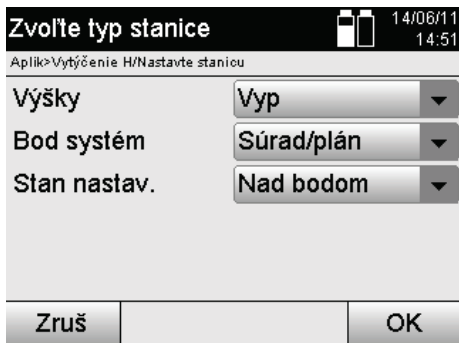 Zvoľte typ stanice
14/06/11
14:51
Aplik>Vytýčenie H/Nastavte stanicu
Výšky Vyp
Bod systém Súrad/plán
Stan nastav. Nad bodom
Zruš OK